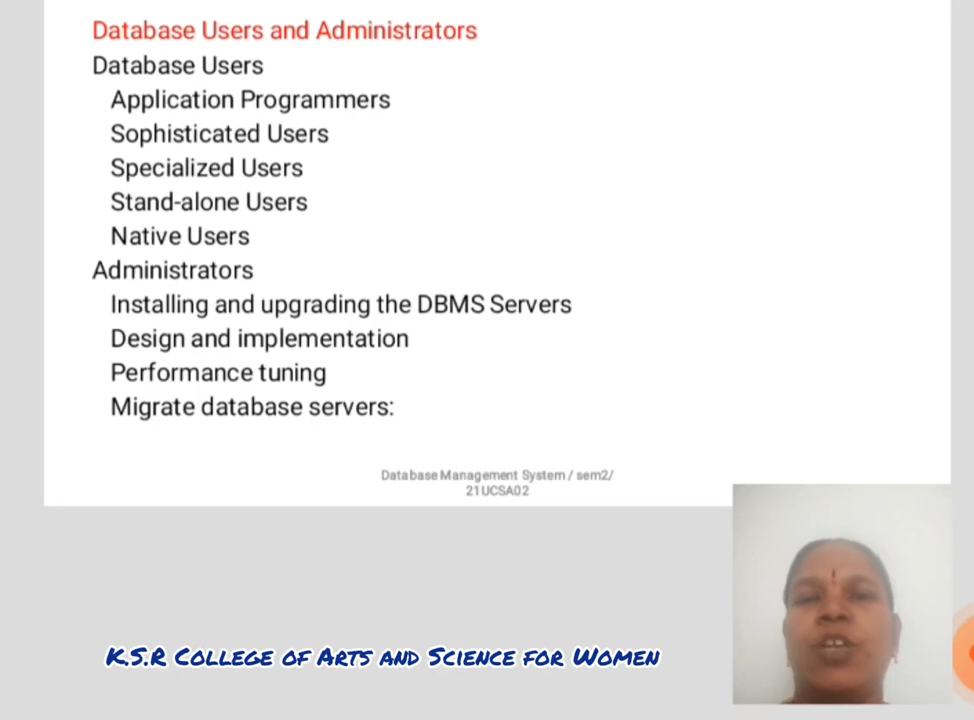 Database Users and Administrators
Database Users
Application Programmers
Sophisticated Users
Specialized Users
Stand-alone Users
Native Users
Administrators
Installing and upgrading the DBMS Servers
Design and implementation
Performance tuning
Migrate database servers:
Database Management System / sem2/
21UCSA02
K.S.R College of Arts and Science for Women